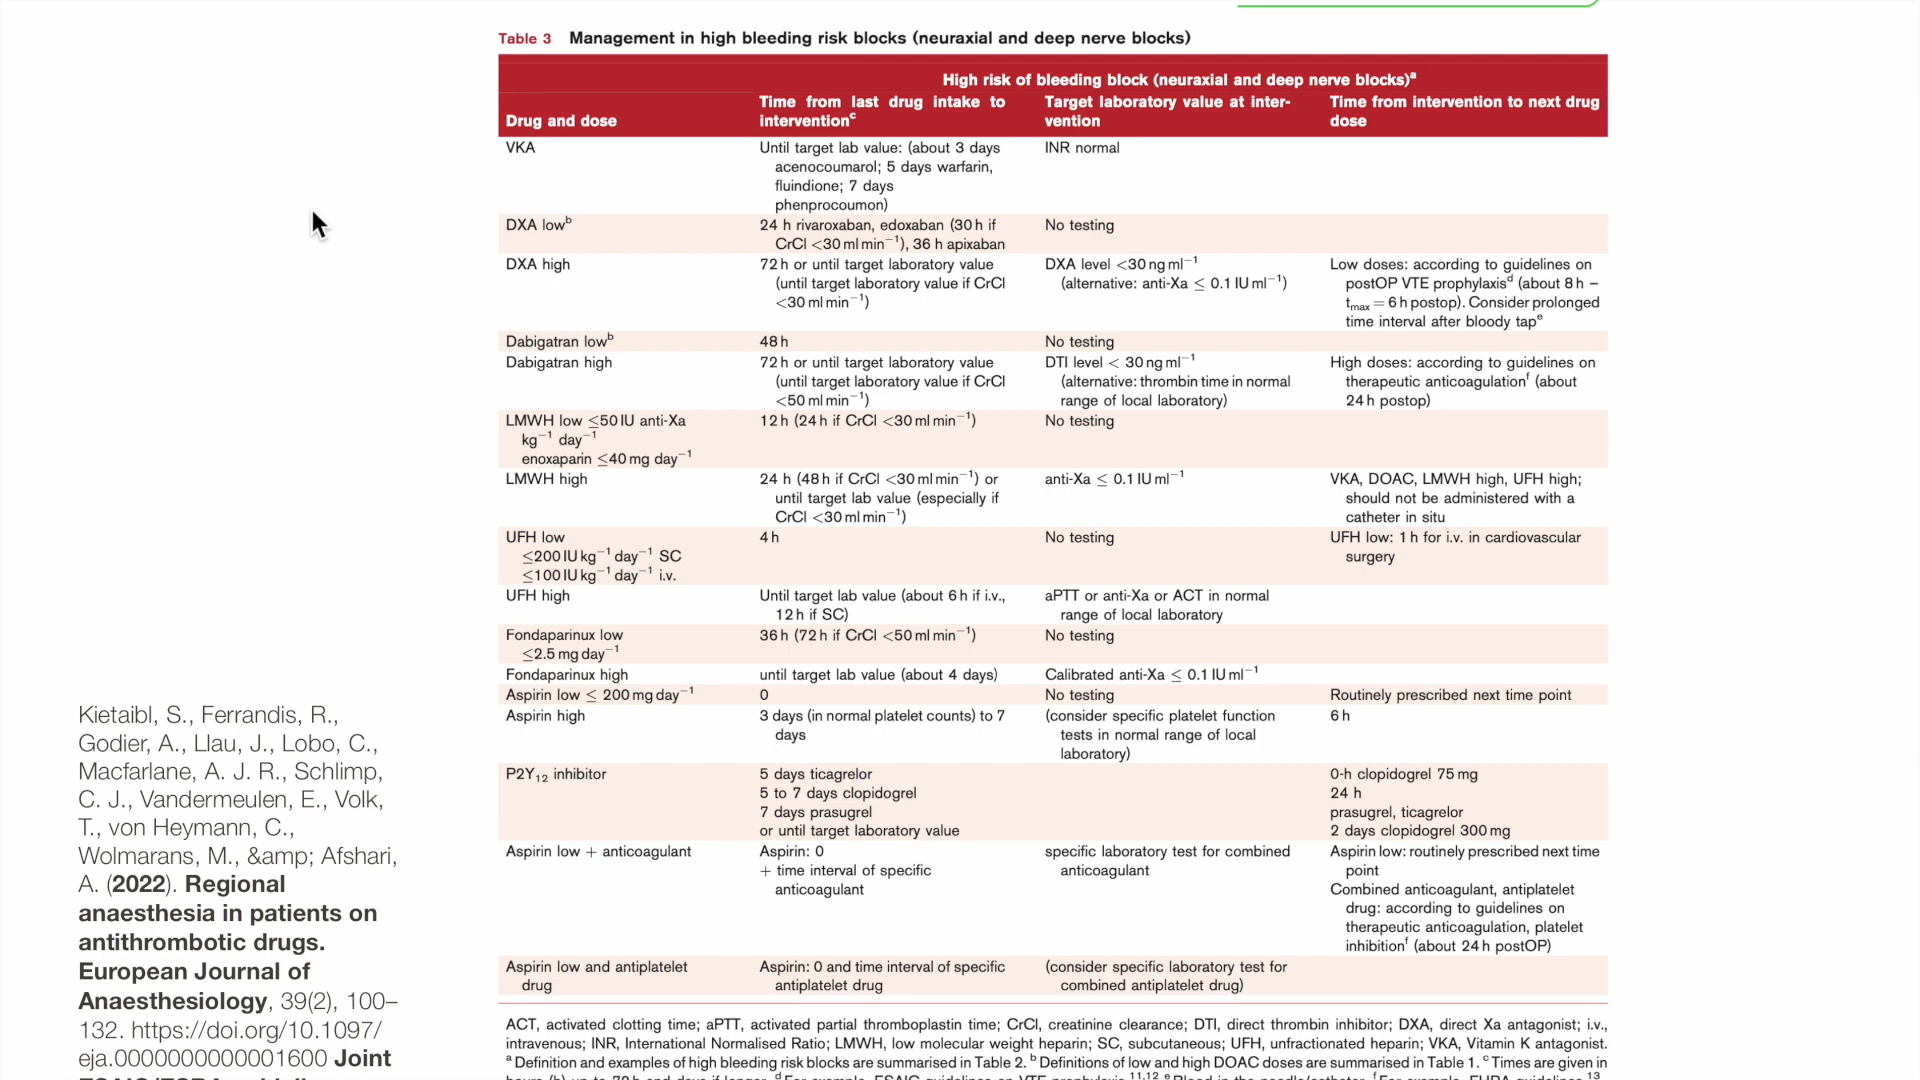 Table 3 Management in high bleeding risk blocks (neuraxial and deep nerve blocks)
High risk of bleeding block (neuraxial and deep nerve blocks)ᵃ
Drug and dose
Time from last drug intake to
interventionᶜ
Target laboratory value at inter-
vention
Time from intervention to next drug
dose
VKA
Until target lab value: (about 3 days
acenocoumarol; 5 days warfarin,
fluindione; 7 days
phenprocoumon)
INR normal
DXA lowᵇ
24 h rivaroxaban, edoxaban (30 h if
CrCl <30 ml min⁻¹), 36 h apixaban
No testing
DXA high
72 h or until target laboratory value
(until target laboratory value if CrCl
<30 ml min⁻¹)
DXA level <30 ng ml⁻¹
(alternative: anti-Xa ≤ 0.1 IU ml⁻¹)
Low doses: according to guidelines on
postOP VTE prophylaxisᵈ (about 8 h –
tₘₐₓ = 6 h postop). Consider prolonged
time interval after bloody tapᵉ
Dabigatran lowᵇ
48 h
No testing
Dabigatran high
72 h or until target laboratory value
(until target laboratory value if CrCl
<50 ml min⁻¹)
DTI level < 30 ng ml⁻¹
(alternative: thrombin time in normal
range of local laboratory)
High doses: according to guidelines on
therapeutic anticoagulationᶠ (about
24 h postop)
LMWH low ≤50 IU anti-Xa
kg⁻¹ day⁻¹
enoxaparin ≤40 mg day⁻¹
12 h (24 h if CrCl <30 ml min⁻¹)
No testing
LMWH high
24 h (48 h if CrCl <30 ml min⁻¹) or
until target lab value (especially if
CrCl <30 ml min⁻¹)
anti-Xa ≤ 0.1 IU ml⁻¹
VKA, DOAC, LMWH high, UFH high;
should not be administered with a
catheter in situ
UFH low
≤200 IU kg⁻¹ day⁻¹ SC
≤100 IU kg⁻¹ day⁻¹ i.v.
4 h
No testing
UFH low: 1 h for i.v. in cardiovascular
surgery
UFH high
Until target lab value (about 6 h if i.v.,
12 h if SC)
aPTT or anti-Xa or ACT in normal
range of local laboratory
Fondaparinux low
≤2.5 mg day⁻¹
36 h (72 h if CrCl <50 ml min⁻¹)
No testing
Fondaparinux high
until target lab value (about 4 days)
Calibrated anti-Xa ≤ 0.1 IU ml⁻¹
Aspirin low ≤ 200 mg day⁻¹
0
No testing
Routinely prescribed next time point
Aspirin high
3 days (in normal platelet counts) to 7
days
(consider specific platelet function
tests in normal range of local
laboratory)
6 h
P2Y₁₂ inhibitor
5 days ticagrelor
5 to 7 days clopidogrel
7 days prasugrel
or until target laboratory value
0-h clopidogrel 75 mg
24 h
prasugrel, ticagrelor
2 days clopidogrel 300 mg
Aspirin low + anticoagulant
Aspirin: 0
+ time interval of specific
anticoagulant
specific laboratory test for combined
anticoagulant
Aspirin low: routinely prescribed next time
point
Combined anticoagulant, antiplatelet
drug: according to guidelines on
therapeutic anticoagulation, platelet
inhibitionᶠ (about 24 h postOP)
Aspirin low and antiplatelet
drug
Aspirin: 0 and time interval of specific
antiplatelet drug
(consider specific laboratory test for
combined antiplatelet drug)
ACT, activated clotting time; aPTT, activated partial thromboplastin time; CrCl, creatinine clearance; DTI, direct thrombin inhibitor; DXA, direct Xa antagonist; i.v.,
intravenous; INR, International Normalised Ratio; LMWH, low molecular weight heparin; SC, subcutaneous; UFH, unfractionated heparin; VKA, Vitamin K antagonist.
ᵃ Definition and examples of high bleeding risk blocks are summarised in Table 2. ᵇ Definitions of low and high DOAC doses are summarised in Table 1. ᶜ Times are given in
Kietaibl, S., Ferrandis, R.,
Godier, A., Llau, J., Lobo, C.,
Macfarlane, A. J. R., Schlimp,
C. J., Vandermeulen, E., Volk,
T., von Heymann, C.,
Wolmarans, M., &amp; Afshari,
A. (2022). Regional
anaesthesia in patients on
antithrombotic drugs.
European Journal of
Anaesthesiology, 39(2), 100–
132. https://doi.org/10.1097/
eja.0000000000001600 Joint